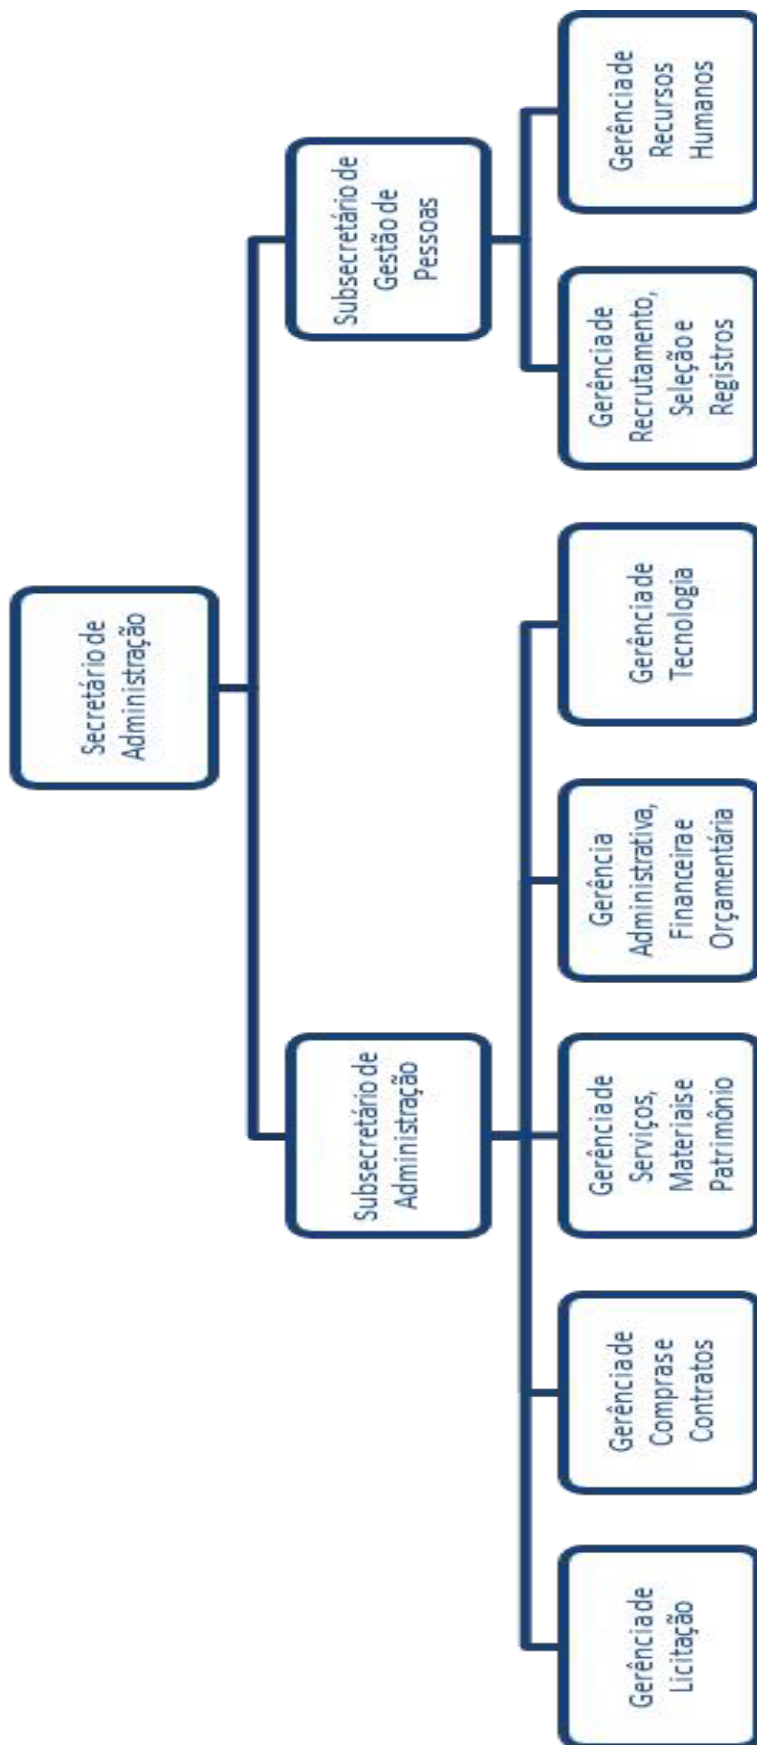 Secretário de
Administração
Subsecretário de
Administração
Subsecretário de
Gestão de
Pessoas
Gerência de
Licitação
Gerência de
Compras e
Contratos
Gerência de
Serviços,
Materiais e
Patrimônio
Gerência
Administrativa,
Financeira e
Orçamentária
Gerência de
Tecnologia
Gerência de
Recrutamento,
Seleção e
Registros
Gerência de
Recursos
Humanos